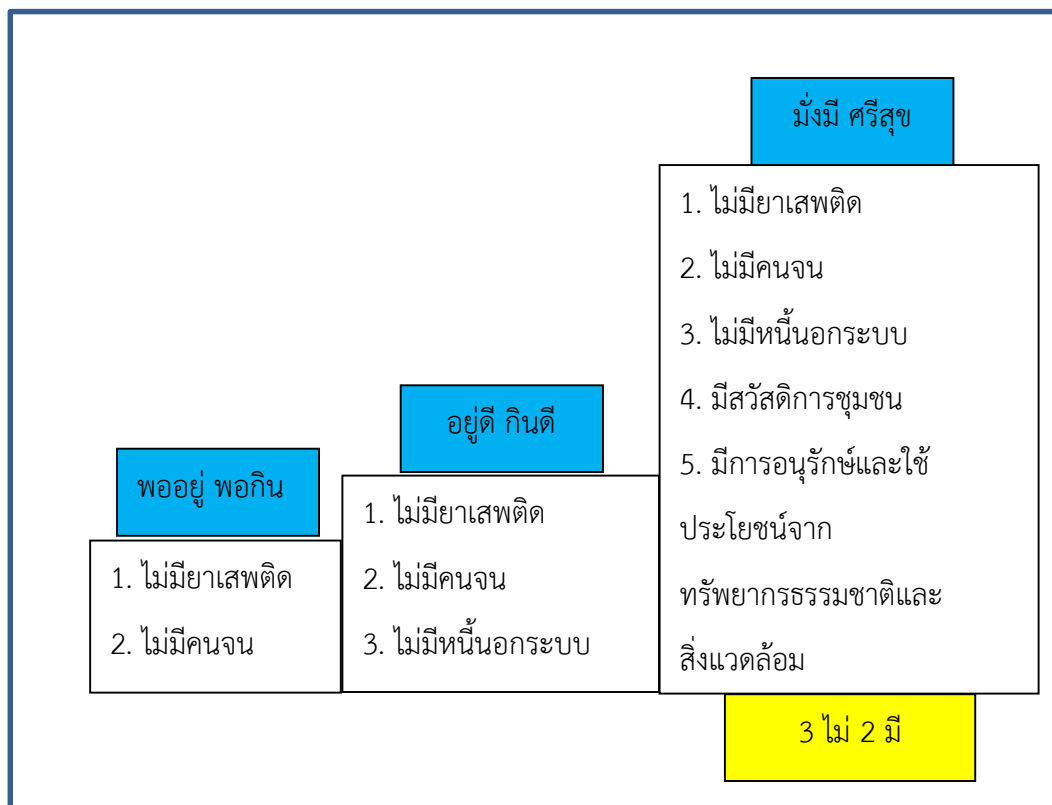 พออยู่ พอกิน
1. ไม่มียาเสพติด
2. ไม่มีคนจน
อยู่ดี กินดี
1. ไม่มียาเสพติด
2. ไม่มีคนจน
3. ไม่มีหนี้นอกระบบ
มั่งมี ศรีสุข
1. ไม่มียาเสพติด
2. ไม่มีคนจน
3. ไม่มีหนี้นอกระบบ
4. มีสวัสดิการชุมชน
5. มีการอนุรักษ์และใช้
ประโยชน์จาก
ทรัพยากรธรรมชาติและ
สิ่งแวดล้อม
3 ไม่ 2 มี